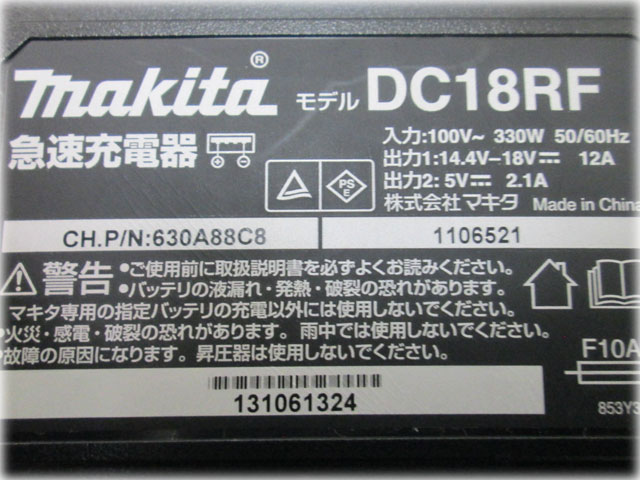 makita® モデル DC18RF
急速充電器
入力:100V~ 330W 50/60Hz
出力1:14.4V-18V⎓ 12A
出力2: 5V⎓ 2.1A
株式会社マキタ Made in China
PS
E
CH.P/N:630A88C8
1106521
⚠警告
●ご使用前に取扱説明書を必ずよくお読みください。
●バッテリの液漏れ・発熱・破裂の恐れがあります。
マキタ専用の指定バッテリの充電以外には使用しないでください。
●火災・感電・破裂の恐れがあります。雨中では使用しないでください。
●故障の原因になります。昇圧器は使用しないでください。
F10A
131061324
853Y3